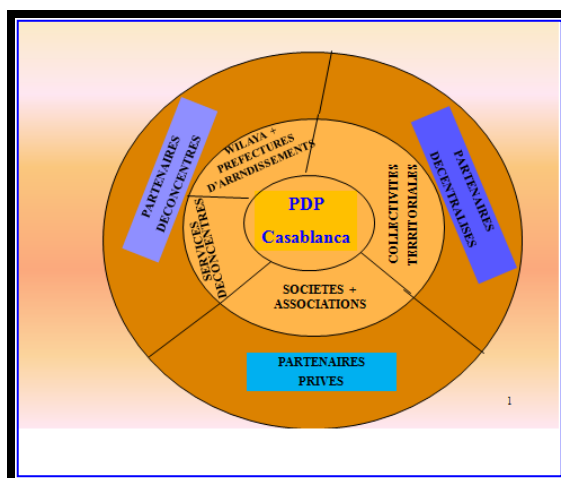 WILAYA +
PREFECTURES
D'ARRNDISSEMENTS
PARTENAIRES
DECONCENTRES
SERVICES
DECONCENTRES
PDP
Casablanca
COLLECTIVITES
TERRITORIALES
PARTENAIRES
DECENTRALISES
SOCIETES +
ASSOCIATIONS
PARTENAIRES
PRIVES
1